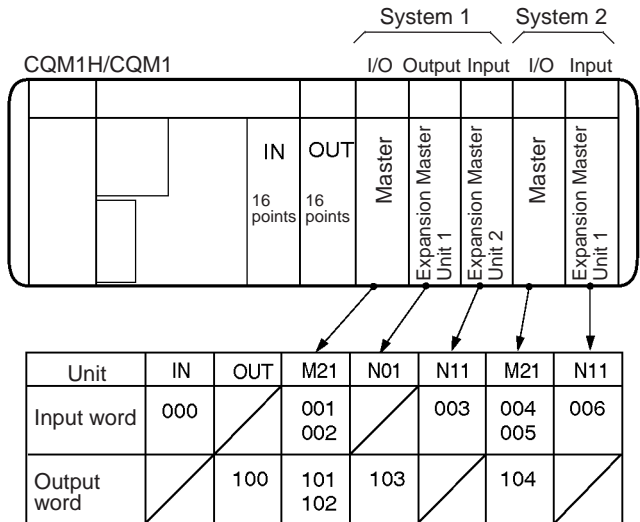 System 1 System 2
CQM1H/CQM1 I/O Output Input I/O Input
IN OUT
16 points 16 points
Master
Expansion Master Unit 1
Expansion Master Unit 2
Master
Expansion Master Unit 1
Unit IN OUT M21 N01 N11 M21 N11
Input word 000 001 003 004 006
002 005
Output word 100 101 103 104
102